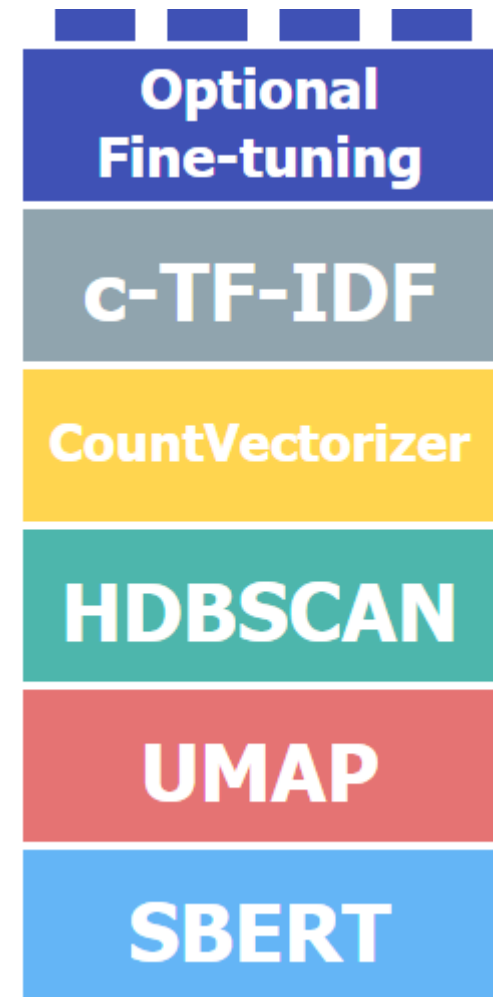 Optional
Fine-tuning
c-TF-IDF
CountVectorizer
HDBSCAN
UMAP
SBERT